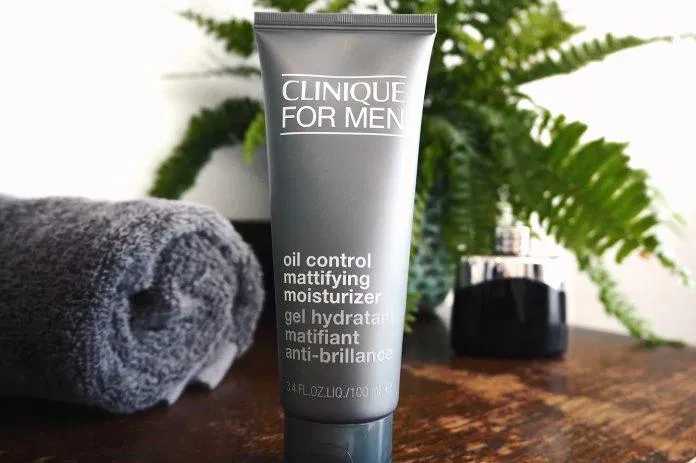 CLINIQUE
FOR MEN
oil control
mattifying
moisturizer
gel hydratant
matifiant
anti-brillance
3.4 FL.OZ.LIQ./100 ml e